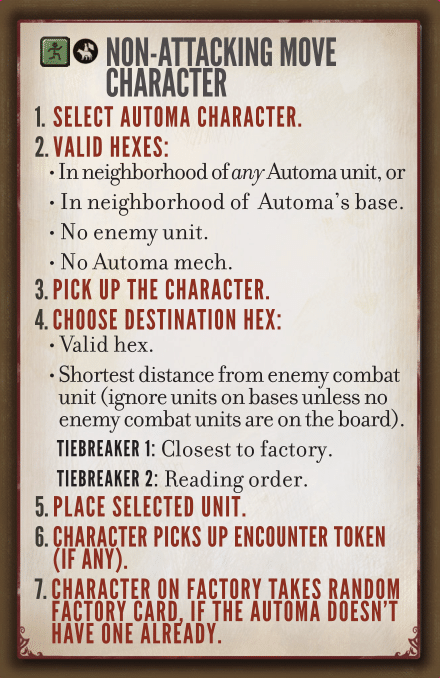 NON-ATTACKING MOVE
CHARACTER
1. SELECT AUTOMA CHARACTER.
2. VALID HEXES:
• In neighborhood of any Automa unit, or
• In neighborhood of Automa's base.
• No enemy unit.
• No Automa mech.
3. PICK UP THE CHARACTER.
4. CHOOSE DESTINATION HEX:
• Valid hex.
• Shortest distance from enemy combat
unit (ignore units on bases unless no
enemy combat units are on the board).
TIEBREAKER 1: Closest to factory.
TIEBREAKER 2: Reading order.
5. PLACE SELECTED UNIT.
6. CHARACTER PICKS UP ENCOUNTER TOKEN
(IF ANY).
7. CHARACTER ON FACTORY TAKES RANDOM
FACTORY CARD, IF THE AUTOMA DOESN'T
HAVE ONE ALREADY.